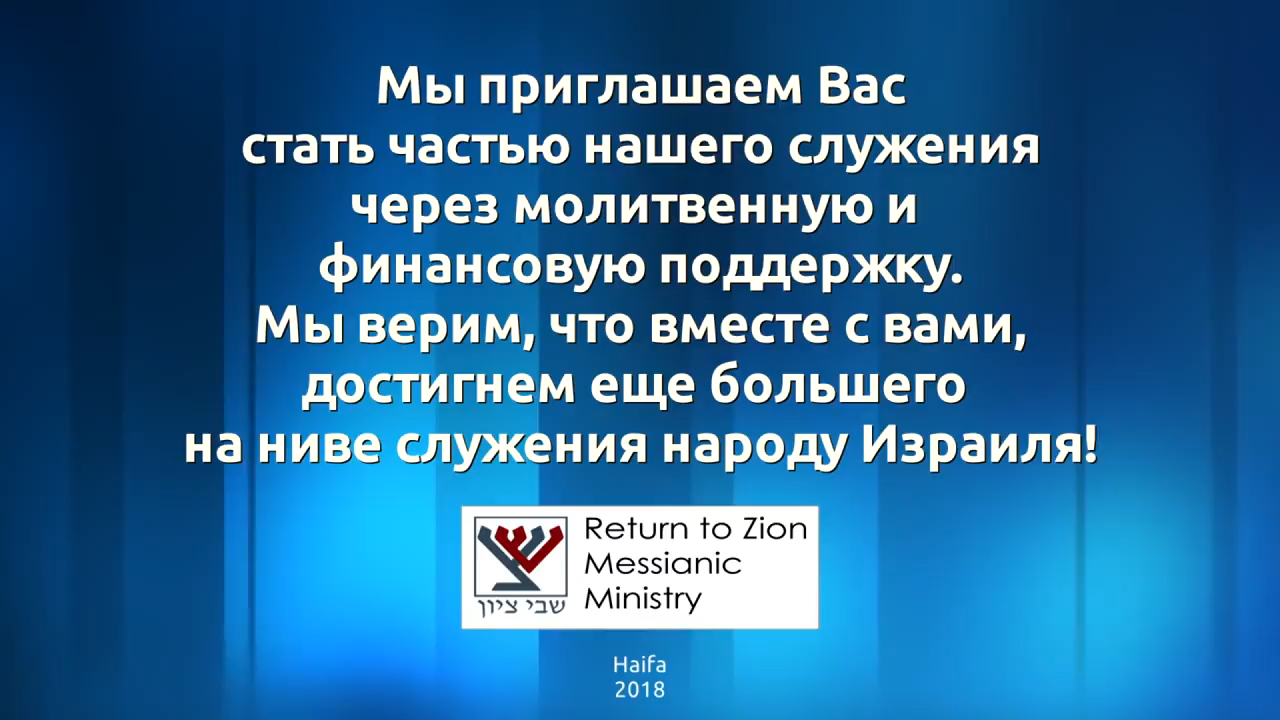 Мы приглашаем Вас
стать частью нашего служения
через молитвенную и
финансовую поддержку.
Мы верим, что вместе с вами,
достигнем еще большего
на ниве служения народу Израиля!
Return to Zion
Messianic
Ministry
שבי ציון
Haifa
2018